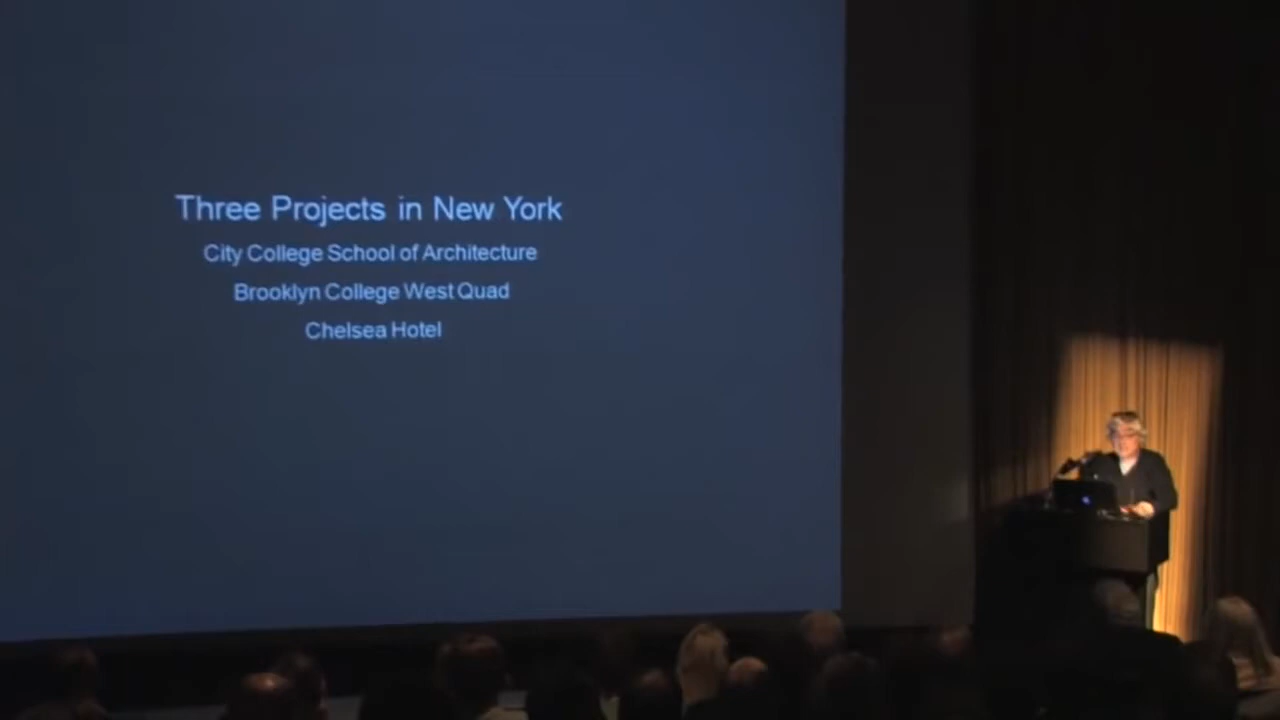 Three Projects in New York
City College School of Architecture
Brooklyn College West Quad
Chelsea Hotel